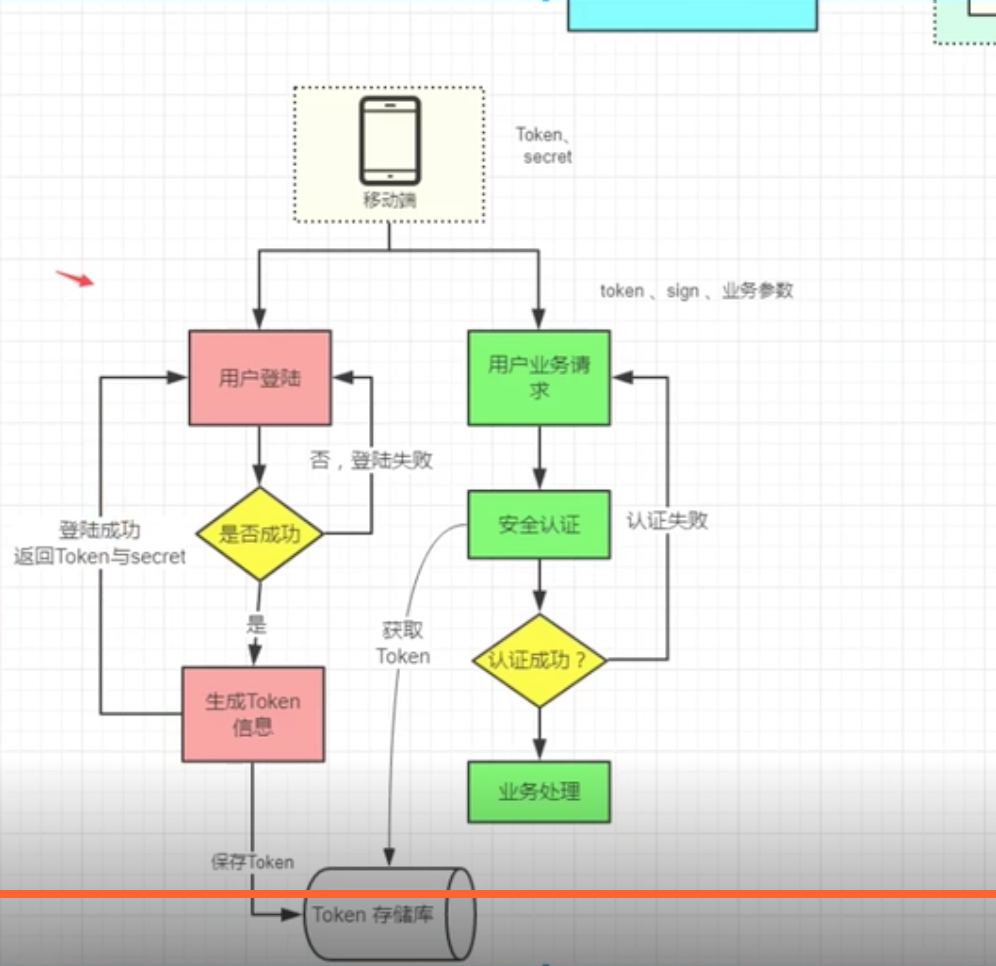 Token、
secret
移动端
token 、sign 、业务参数
用户登陆
用户业务请
求
否，登陆失败
登陆成功
返回Token与secret
是否成功
安全认证
认证失败
是
获取
Token
认证成功？
生成Token
信息
业务处理
保存Token
Token 存储库